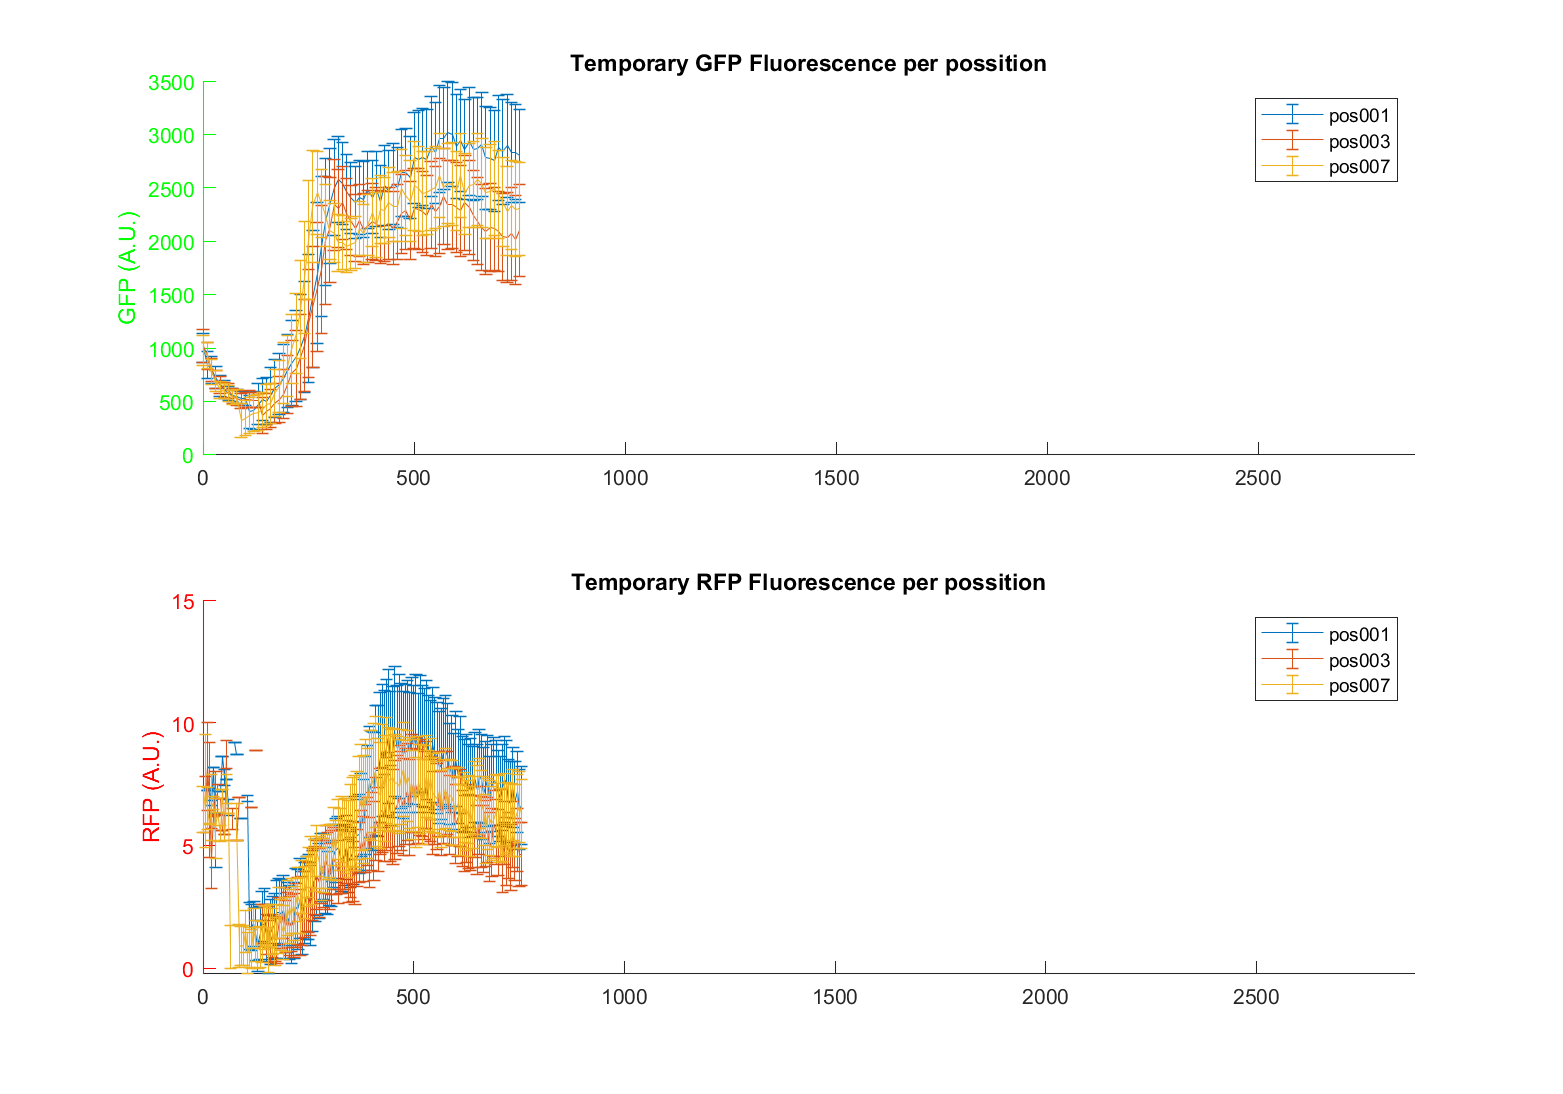 Temporary GFP Fluorescence per possition
3500
3000
2500
2000
1500
1000
500
0
GFP (A.U.)
0 500 1000 1500 2000 2500
pos001
pos003
pos007
Temporary RFP Fluorescence per possition
15
10
5
0
RFP (A.U.)
0 500 1000 1500 2000 2500
pos001
pos003
pos007